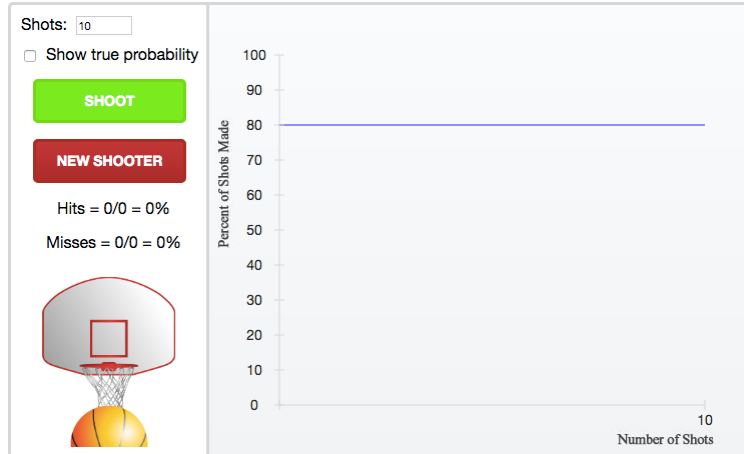 Shots: 10
Show true probability
SHOOT
NEW SHOOTER
Hits = 0/0 = 0%
Misses = 0/0 = 0%
Percent of Shots Made
100
90
80
70
60
50
40
30
20
10
0
10
Number of Shots